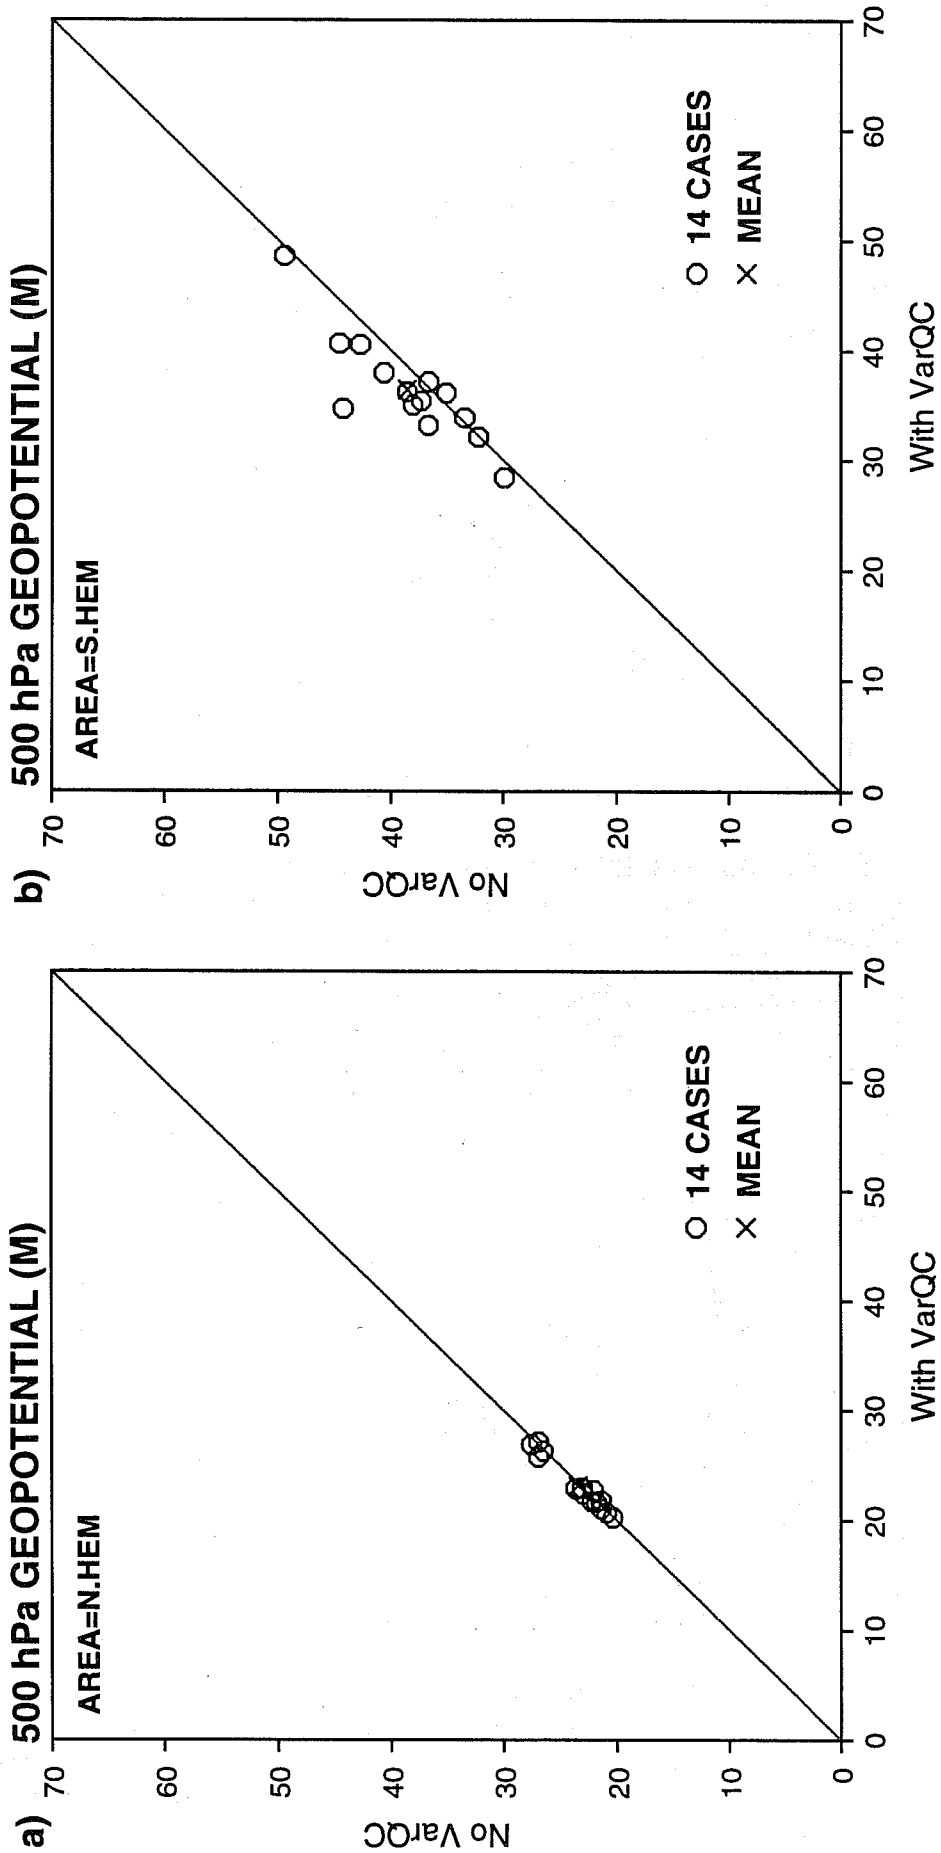 a)
500 hPa GEOPOTENTIAL (M)
AREA=N.HEM
70
60
50
40
30
20
10
0
No VarQC
0
10
20
30
40
50
60
70
With VarQC
14 CASES
MEAN
b)
500 hPa GEOPOTENTIAL (M)
AREA=S.HEM
70
60
50
40
30
20
10
0
No VarQC
0
10
20
30
40
50
60
70
With VarQC
14 CASES
MEAN